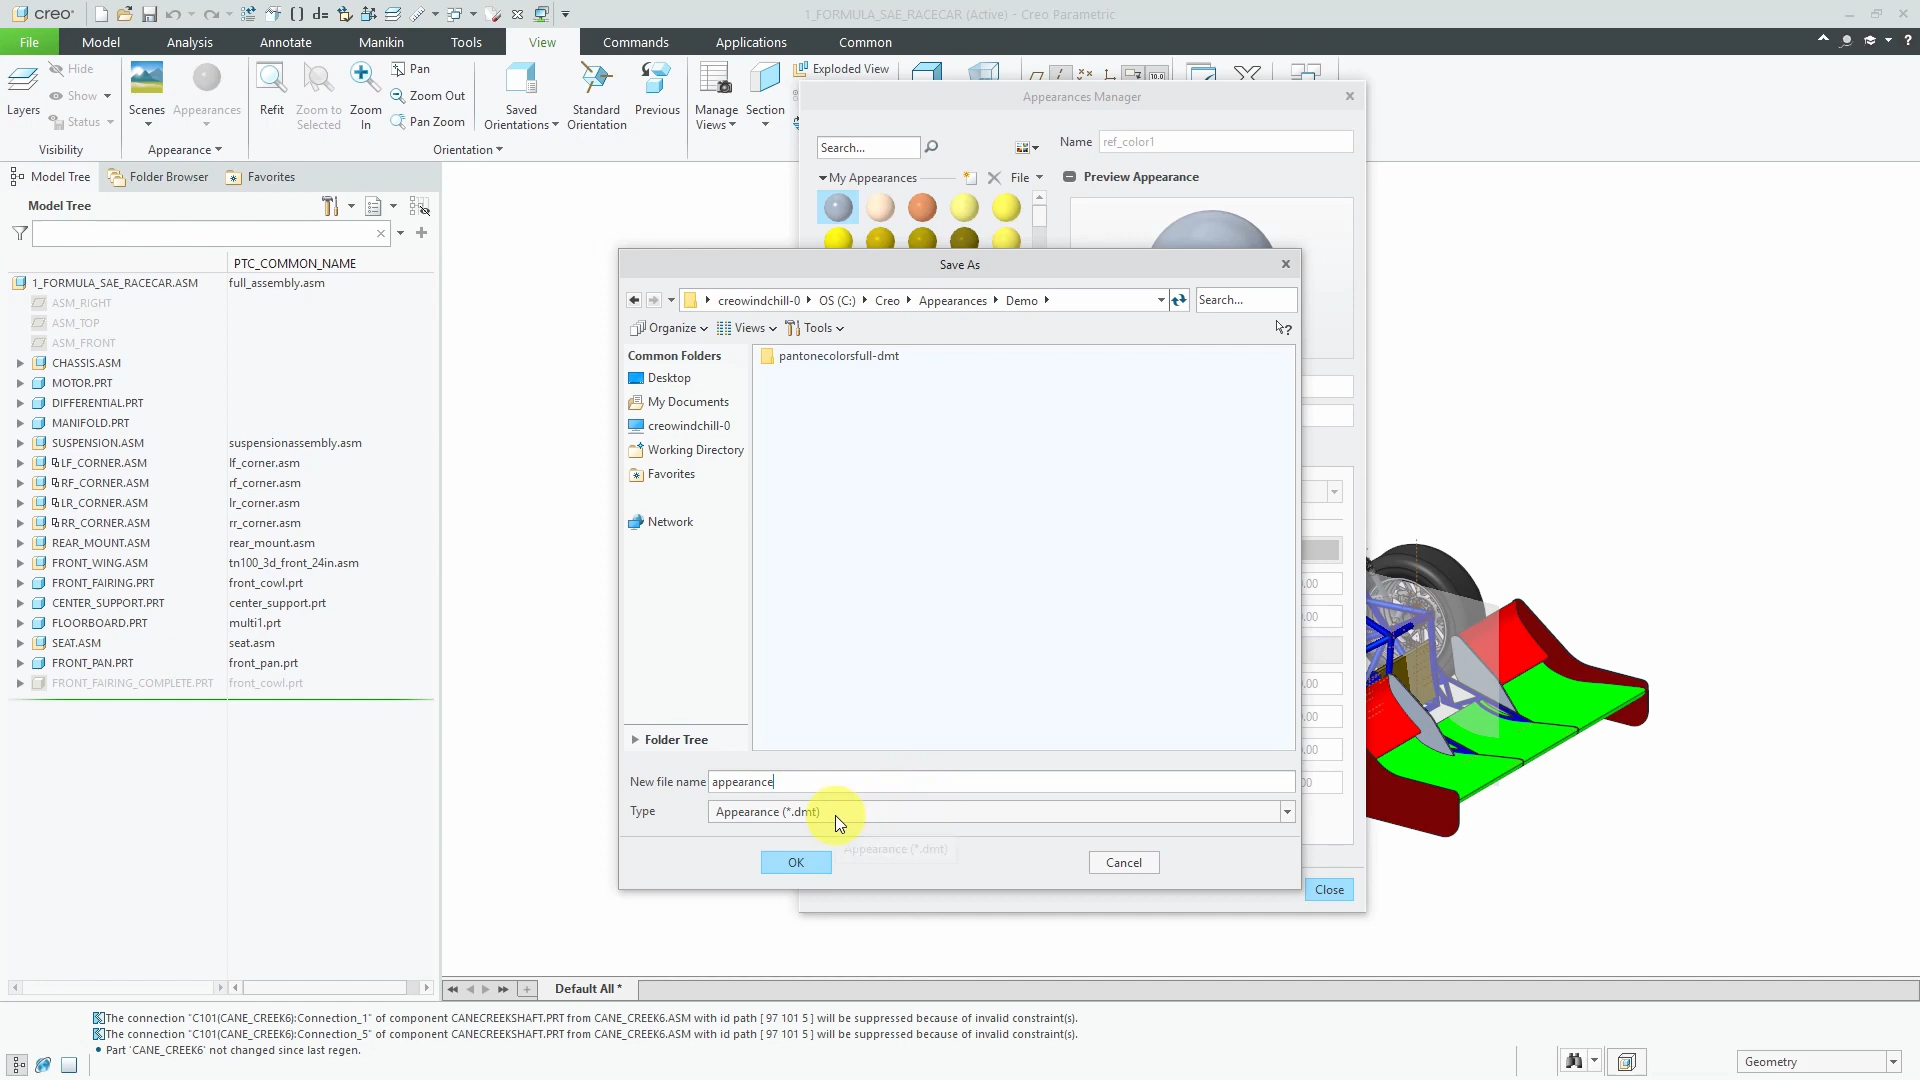 creo
1_FORMULA_SAE_RACECAR (Active) - Creo Parametric
File
Model
Analysis
Annotate
Manikin
Tools
View
Commands
Applications
Common
Layers
Hide
Show
Status
Visibility
Scenes
Appearances
Appearance
Refit
Zoom to Selected
Zoom In
Pan
Zoom Out
Pan Zoom
Saved Orientations
Standard Orientation
Previous
Orientation
Manage Views
Section
Exploded View
Model Tree
Folder Browser
Favorites
Model Tree
PTC_COMMON_NAME
1_FORMULA_SAE_RACECAR.ASM full_assembly.asm
ASM_RIGHT
ASM_TOP
ASM_FRONT
CHASSIS.ASM
MOTOR.PRT
DIFFERENTIAL.PRT
MANIFOLD.PRT
SUSPENSION.ASM suspensionassembly.asm
LF_CORNER.ASM lf_corner.asm
RF_CORNER.ASM rf_corner.asm
LR_CORNER.ASM lr_corner.asm
RR_CORNER.ASM rr_corner.asm
REAR_MOUNT.ASM rear_mount.asm
FRONT_WING.ASM tn100_3d_front_24in.asm
FRONT_FAIRING.PRT front_cowl.prt
CENTER_SUPPORT.PRT center_support.prt
FLOORBOARD.PRT multi1.prt
SEAT.ASM seat.asm
FRONT_PAN.PRT front_pan.prt
FRONT_FAIRING_COMPLETE.PRT front_cowl.prt
Appearances Manager
Search...
Name ref_color1
My Appearances
File
Preview Appearance
Save As
creowindchill-0 OS (C:) Creo Appearances Demo
Search...
Organize
Views
Tools
Common Folders
Desktop
My Documents
creowindchill-0
Working Directory
Favorites
Network
Folder Tree
pantonecolorsfull-dmt
New file name appearance
Type Appearance (*.dmt)
Appearance (*.dmt)
OK
Cancel
Close
Default All *
The connection "C101(CANE_CREEK6):Connection_1" of component CANECREEKSHAFT.PRT from CANE_CREEK6.ASM with id path [ 97 101 5 ] will be suppressed because of invalid constraint(s).
The connection "C101(CANE_CREEK6):Connection_5" of component CANECREEKSHAFT.PRT from CANE_CREEK6.ASM with id path [ 97 101 5 ] will be suppressed because of invalid constraint(s).
• Part 'CANE_CREEK6' not changed since last regen.
Geometry